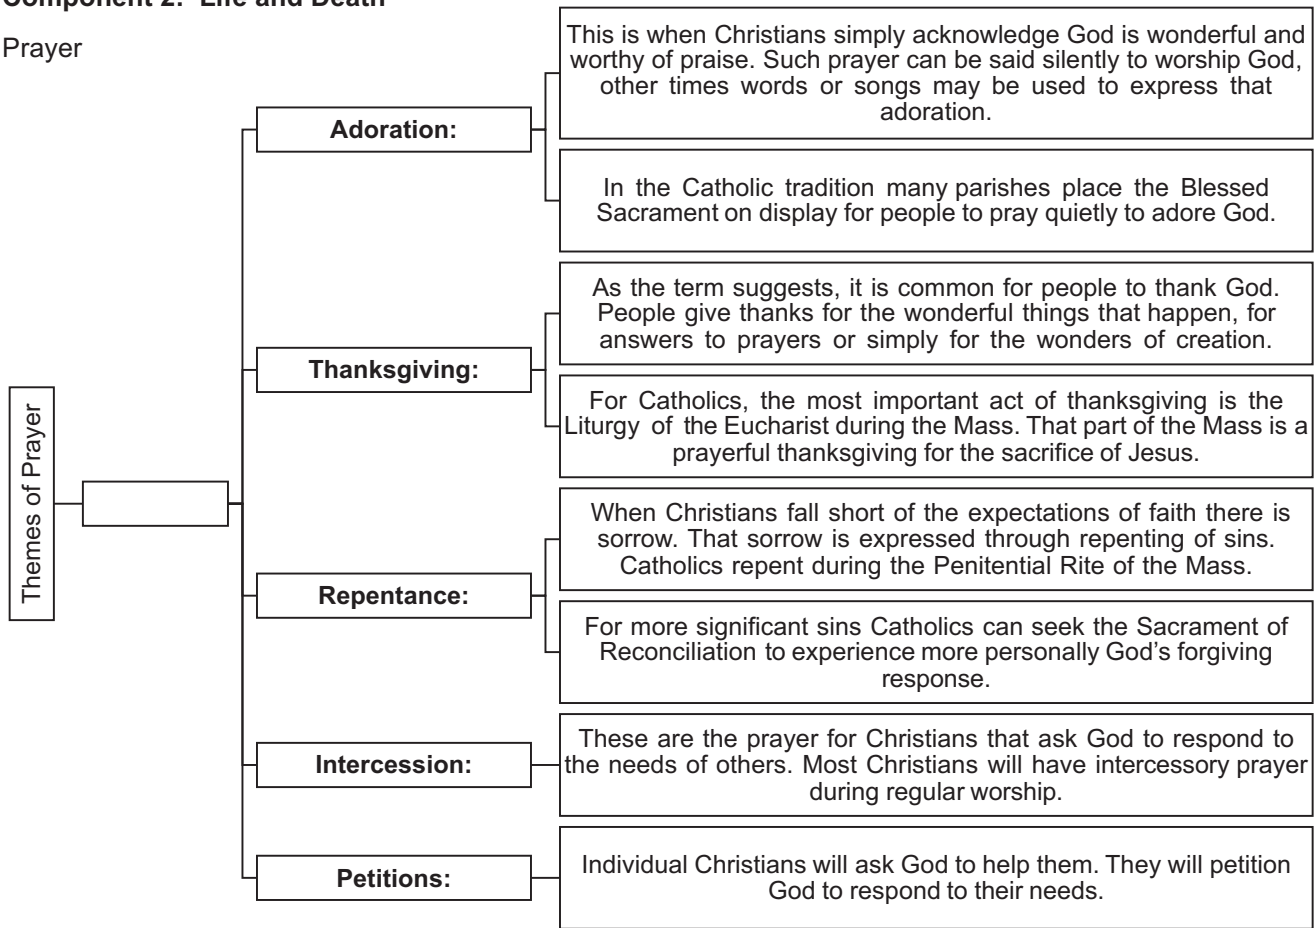 Component 2: Life and Death
Prayer
Themes of Prayer
Adoration:
This is when Christians simply acknowledge God is wonderful and
worthy of praise. Such prayer can be said silently to worship God,
other times words or songs may be used to express that
adoration.
In the Catholic tradition many parishes place the Blessed
Sacrament on display for people to pray quietly to adore God.
Thanksgiving:
As the term suggests, it is common for people to thank God.
People give thanks for the wonderful things that happen, for
answers to prayers or simply for the wonders of creation.
For Catholics, the most important act of thanksgiving is the
Liturgy of the Eucharist during the Mass. That part of the Mass is a
prayerful thanksgiving for the sacrifice of Jesus.
Repentance:
When Christians fall short of the expectations of faith there is
sorrow. That sorrow is expressed through repenting of sins.
Catholics repent during the Penitential Rite of the Mass.
For more significant sins Catholics can seek the Sacrament of
Reconciliation to experience more personally God's forgiving
response.
Intercession:
These are the prayer for Christians that ask God to respond to
the needs of others. Most Christians will have intercessory prayer
during regular worship.
Petitions:
Individual Christians will ask God to help them. They will petition
God to respond to their needs.